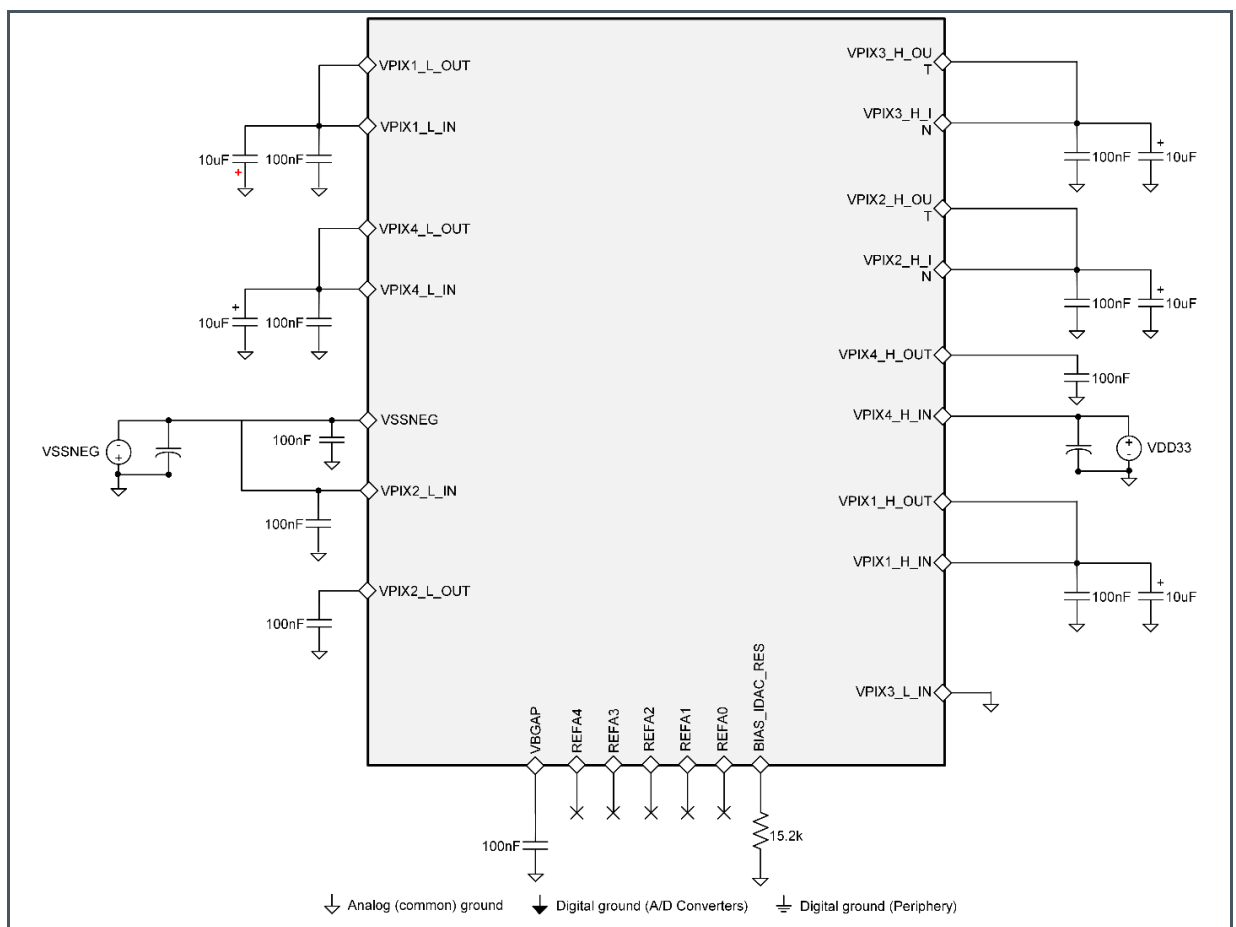 VPIX1_L_OUT
VPIX1_L_IN
10uF
+
100nF
VPIX4_L_OUT
VPIX4_L_IN
+
10uF
100nF
VSSNEG
100nF
VSSNEG
-
+
VPIX2_L_IN
100nF
VPIX2_L_OUT
100nF
VPIX3_H_OU
T
VPIX3_H_I
N
100nF
+
10uF
VPIX2_H_OU
T
VPIX2_H_I
N
100nF
+
10uF
VPIX4_H_OUT
100nF
VPIX4_H_IN
+
-
VDD33
VPIX1_H_OUT
VPIX1_H_IN
100nF
+
10uF
VPIX3_L_IN
VBGAP
REFA4
REFA3
REFA2
REFA1
REFA0
BIAS_IDAC_RES
100nF
15.2k
Analog (common) ground
Digital ground (A/D Converters)
Digital ground (Periphery)